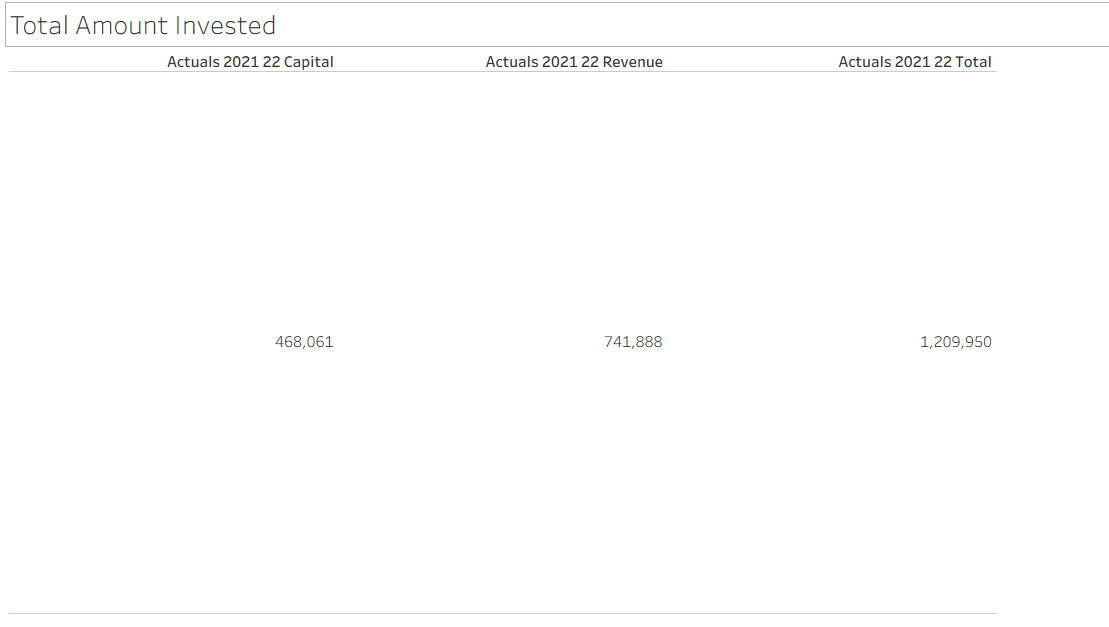 Total Amount Invested
Actuals 2021 22 Capital Actuals 2021 22 Revenue Actuals 2021 22 Total
468,061 741,888 1,209,950